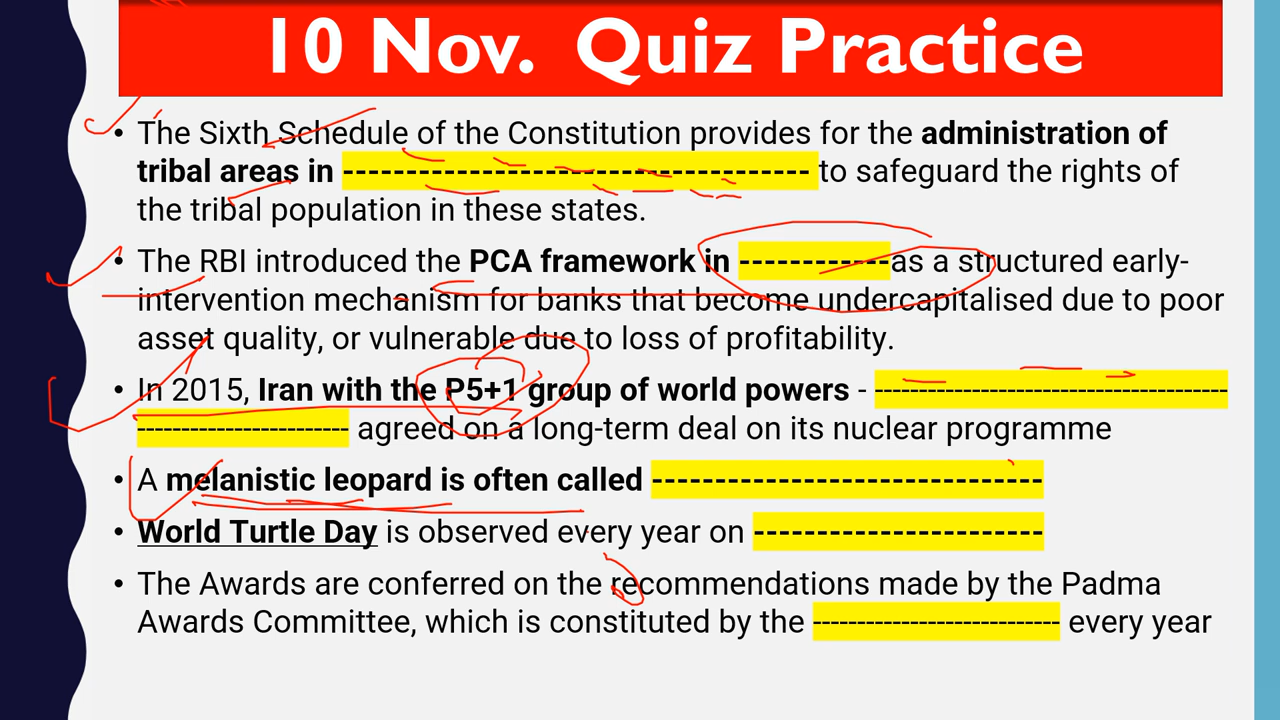 10 Nov. Quiz Practice
• The Sixth Schedule of the Constitution provides for the administration of
tribal areas in ------------------------------------- to safeguard the rights of
the tribal population in these states.
• The RBI introduced the PCA framework in ------------as a structured early-
intervention mechanism for banks that become undercapitalised due to poor
asset quality, or vulnerable due to loss of profitability.
• In 2015, Iran with the P5+1 group of world powers - ----------------------------------------
------------------------ agreed on a long-term deal on its nuclear programme
• A melanistic leopard is often called -------------------------------
• World Turtle Day is observed every year on -----------------------
• The Awards are conferred on the recommendations made by the Padma
Awards Committee, which is constituted by the ---------------------------- every year